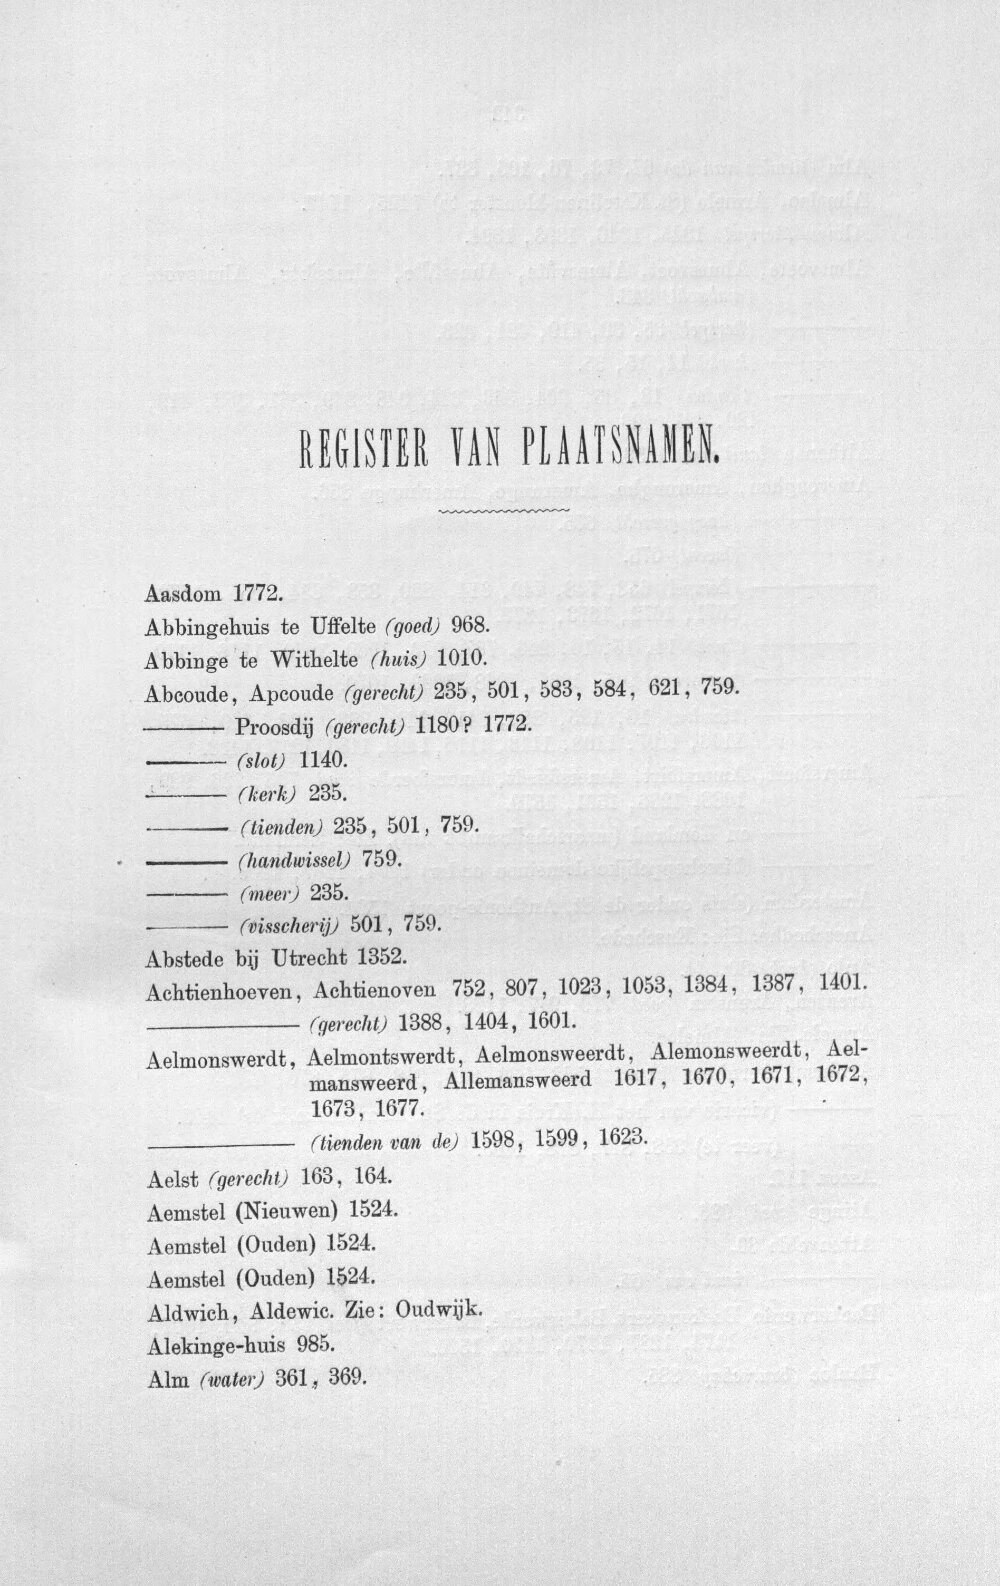 REGISTER VAN PLAATSNAMEN.
Aasdom 1772.
Abbingehuis te Uffelte (goed) 968.
Abbinge te Withelte (huis) 1010.
Abcoude, Apcoude (gerecht) 235, 501, 583, 584, 621, 759.
——— Proosdij (gerecht) 1180? 1772.
——— (slot) 1140.
——— (kerk) 235.
——— (tienden) 235, 501, 759.
——— (handwissel) 759.
——— (meer) 235.
——— (visscherij) 501, 759.
Abstede bij Utrecht 1352.
Achtienhoeven, Achtienoven 752, 807, 1023, 1053, 1384, 1387, 1401.
——— (gerecht) 1388, 1404, 1601.
Aelmonswerdt, Aelmontswerdt, Aelmonsweerdt, Alemonsweerdt, Ael-
mansweerd, Allemansweerd 1617, 1670, 1671, 1672,
1673, 1677.
——— (tienden van de) 1598, 1599, 1623.
Aelst (gerecht) 163, 164.
Aemstel (Nieuwen) 1524.
Aemstel (Ouden) 1524.
Aemstel (Ouden) 1524.
Aldwich, Aldewic. Zie: Oudwijk.
Alekinge-huis 985.
Alm (water) 361, 369.